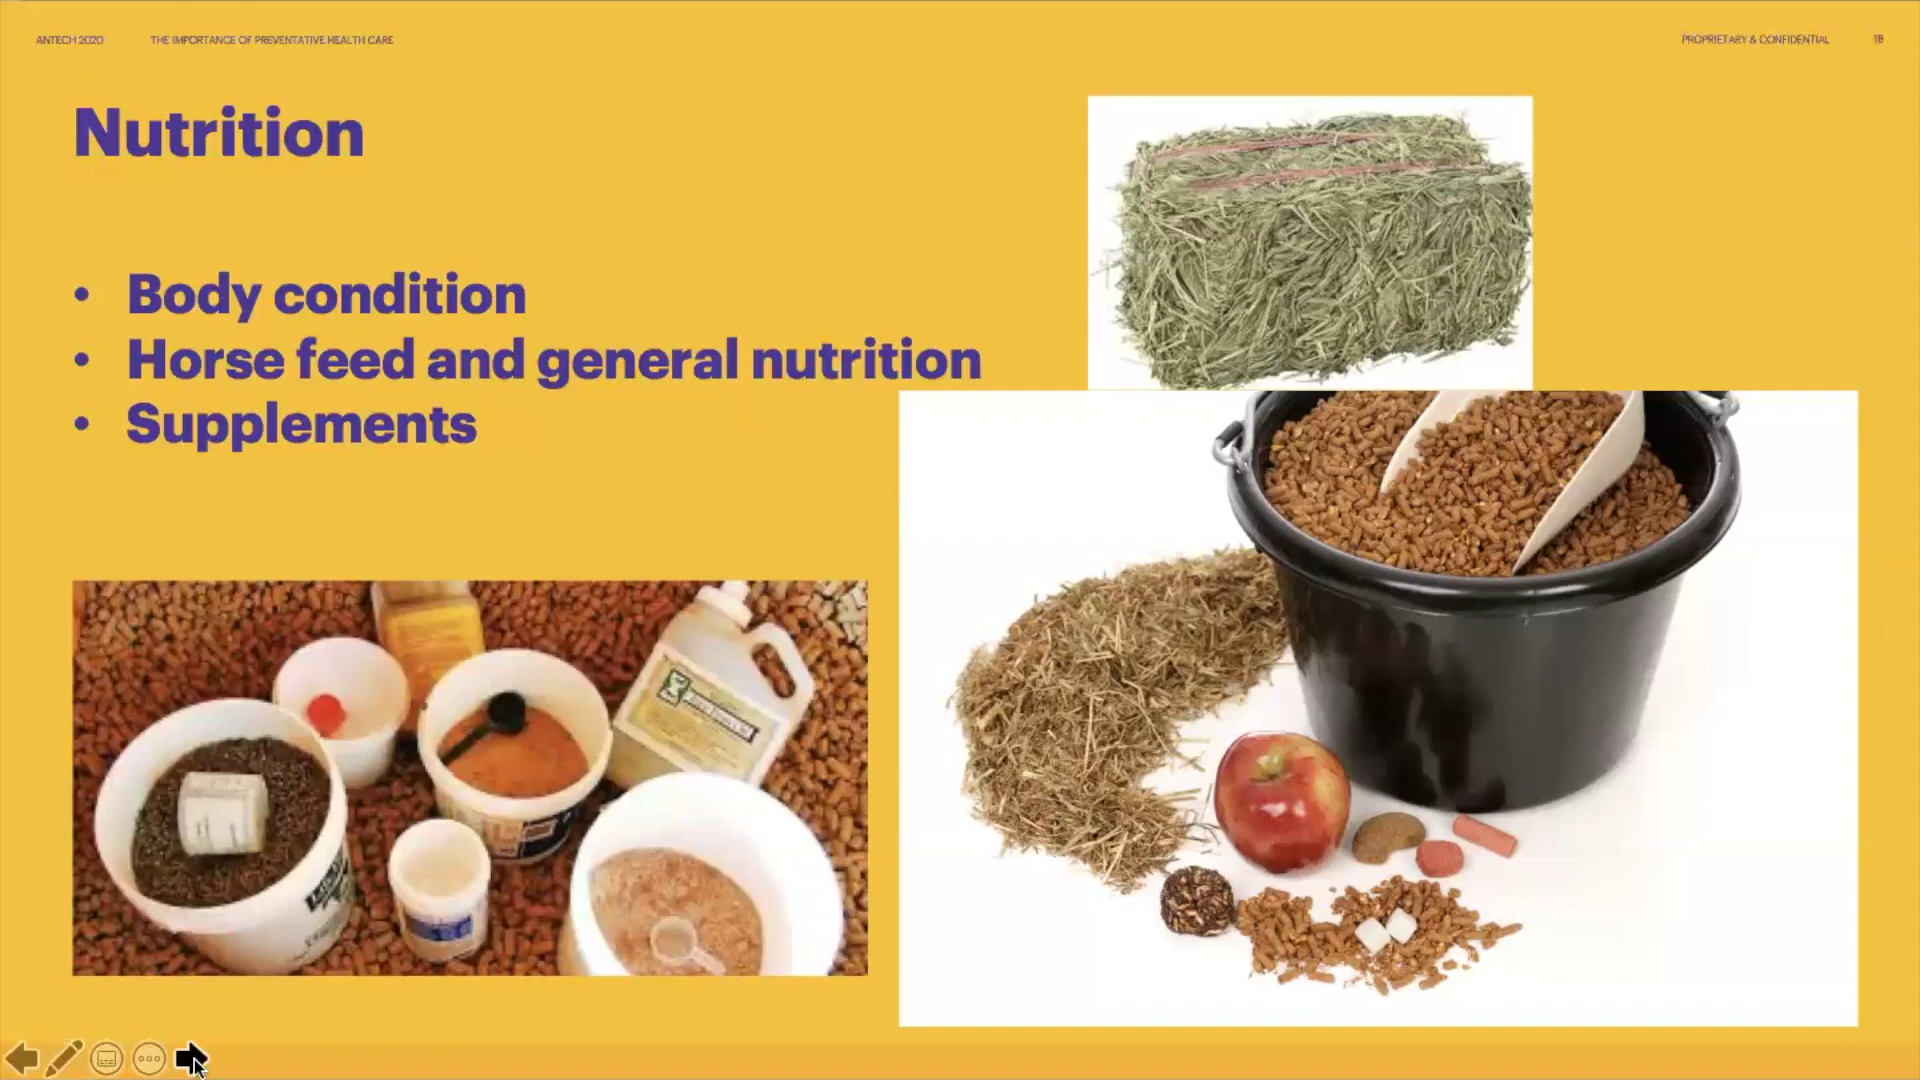 ANTECH 2020 THE IMPORTANCE OF PREVENTATIVE HEALTH CARE PROPRIETARY & CONFIDENTIAL 18
Nutrition
• Body condition
• Horse feed and general nutrition
• Supplements